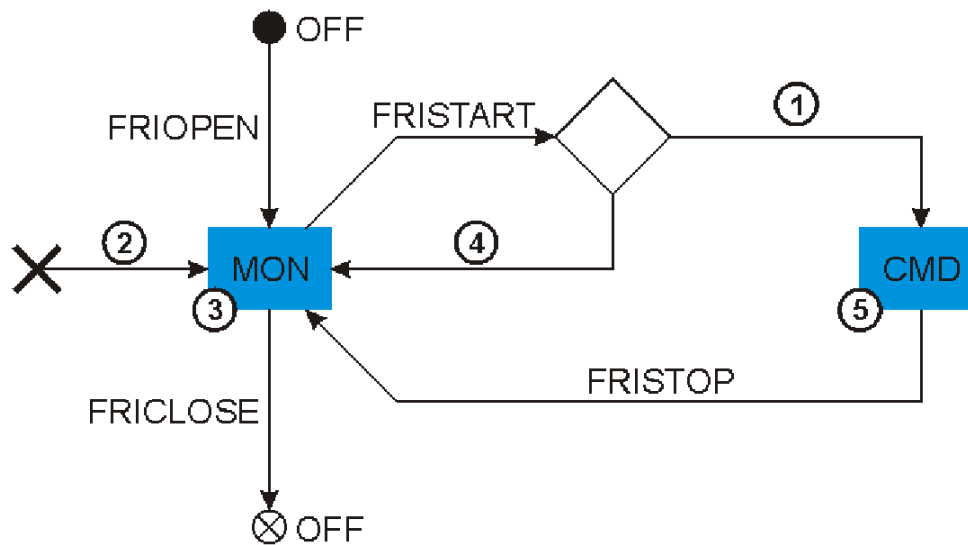 OFF
1
FRISTART
FRIOPEN
2
4
MON
CMD
3
5
FRISTOP
FRICLOSE
OFF